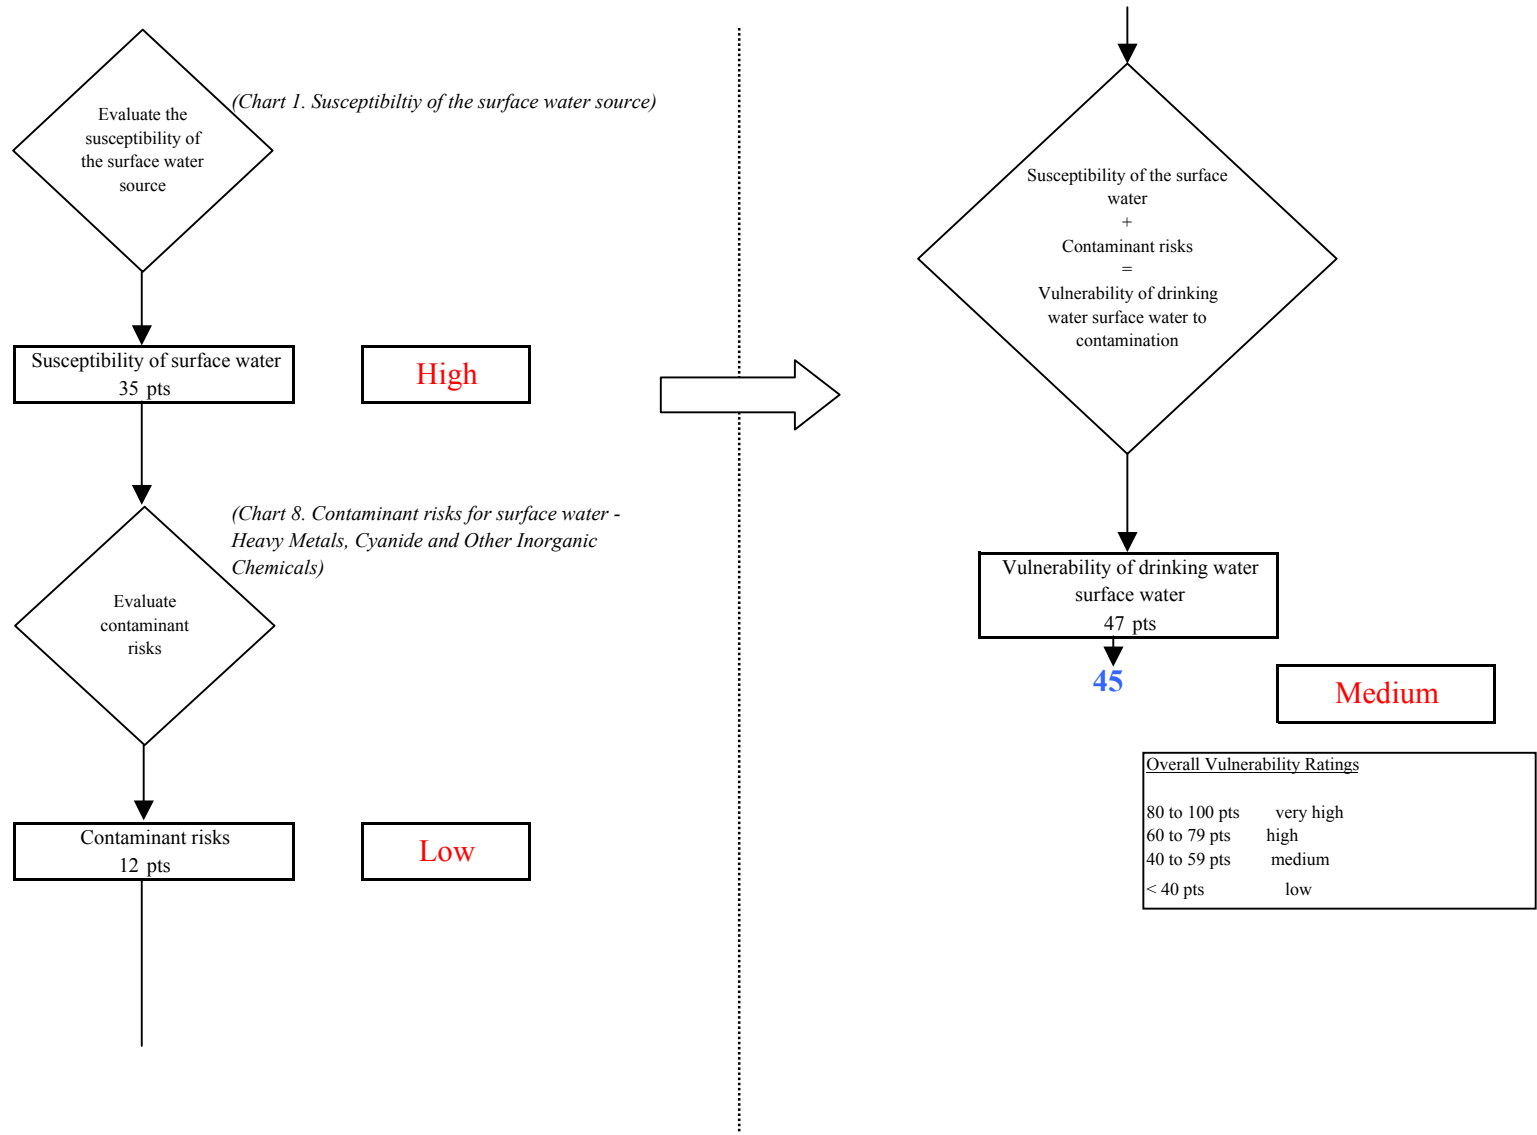 Evaluate the
susceptibility of
the surface water
source
(Chart 1. Susceptibiltiy of the surface water source)
Susceptibility of surface water
35 pts
High
(Chart 8. Contaminant risks for surface water -
Heavy Metals, Cyanide and Other Inorganic
Chemicals)
Evaluate
contaminant
risks
Contaminant risks
12 pts
Low
Susceptibility of the surface
water
+
Contaminant risks
=
Vulnerability of drinking
water surface water to
contamination
Vulnerability of drinking water
surface water
47 pts
45
Medium
Overall Vulnerability Ratings
80 to 100 pts very high
60 to 79 pts high
40 to 59 pts medium
< 40 pts low